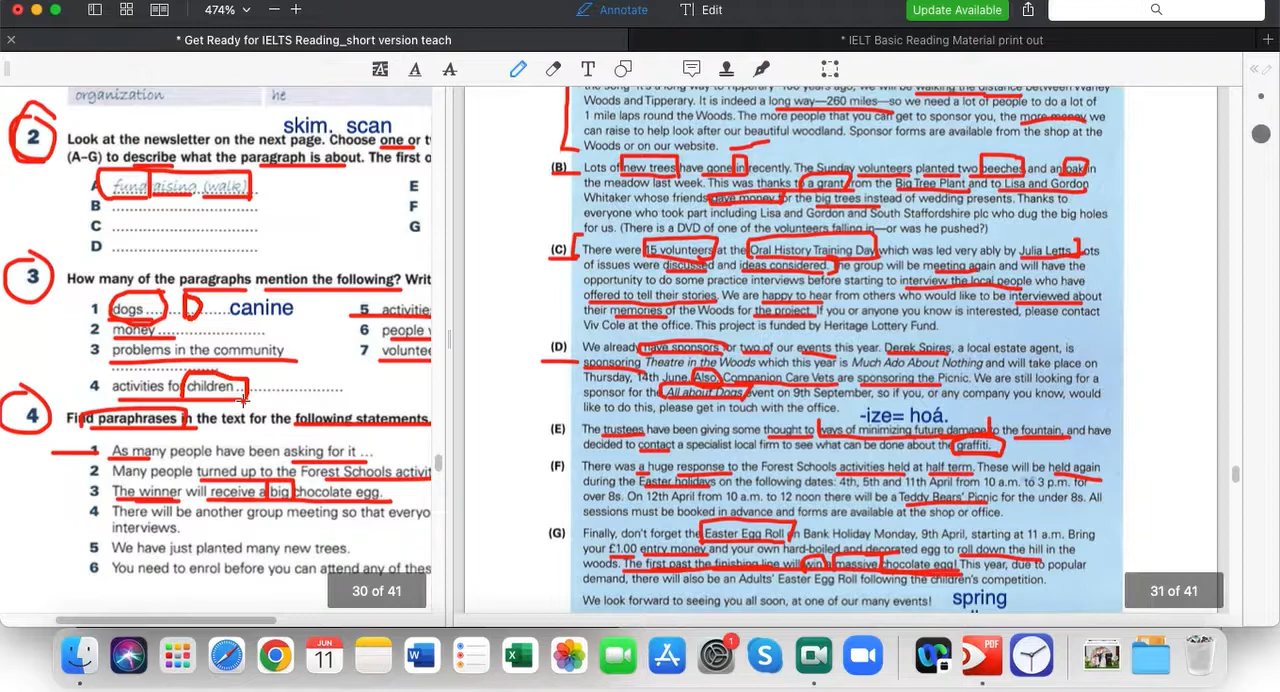 474%
Annotate
Edit
Update Available
* Get Ready for IELTS Reading_short version teach
* IELT Basic Reading Material print out
organization
he
skim. scan
2
Look at the newsletter on the next page. Choose one or t
(A–G) to describe what the paragraph is about. The first o
A fundraising (walk)
E
B
F
C
G
D
3
How many of the paragraphs mention the following? Writ
1 dogs
canine
5 activitie
2 money
6 people
3 problems in the community
7 voluntee
4 activities for children
4
Find paraphrases in the text for the following statements.
1 As many people have been asking for it ...
2 Many people turned up to the Forest Schools activit
3 The winner will receive a big chocolate egg.
4 There will be another group meeting so that everyo
interviews.
5 We have just planted many new trees.
6 You need to enrol before you can attend any of thes
30 of 41
Woods and Tipperary. It is indeed a long way—260 miles—so we need a lot of people to do a lot of
1 mile laps round the Woods. The more people that you can get to sponsor you, the more money we
can raise to help look after our beautiful woodland. Sponsor forms are available from the shop at the
Woods or on our website.
(B) Lots of new trees have gone in recently. The Sunday volunteers planted two beeches and an oak in
the meadow last week. This was thanks to a grant from the Big Tree Plant and to Lisa and Gordon
Whitaker whose friends gave money for the big trees instead of wedding presents. Thanks to
everyone who took part including Lisa and Gordon and South Staffordshire plc who dug the big holes
for us. (There is a DVD of one of the volunteers falling in—or was he pushed?)
(C) There were 15 volunteers at the Oral History Training Day which was led very ably by Julia Letts. Lots
of issues were discussed and ideas considered. The group will be meeting again and will have the
opportunity to do some practice interviews before starting to interview the local people who have
offered to tell their stories. We are happy to hear from others who would like to be interviewed about
their memories of the Woods for the project. If you or anyone you know is interested, please contact
Viv Cole at the office. This project is funded by Heritage Lottery Fund.
(D) We already have sponsors for two of our events this year. Derek Spires, a local estate agent, is
sponsoring Theatre in the Woods which this year is Much Ado About Nothing and will take place on
Thursday, 14th June. Also Companion Care Vets are sponsoring the Picnic. We are still looking for a
sponsor for the All about Dogs event on 9th September, so if you, or any company you know, would
like to do this, please get in touch with the office.
-ize= hoá.
(E) The trustees have been giving some thought to ways of minimizing future damage to the fountain, and have
decided to contact a specialist local firm to see what can be done about the graffiti.
(F) There was a huge response to the Forest Schools activities held at half term. These will be held again
during the Easter holidays on the following dates: 4th, 5th and 11th April from 10 a.m. to 3 p.m. for
over 8s. On 12th April from 10 a.m. to 12 noon there will be a Teddy Bears' Picnic for the under 8s. All
sessions must be booked in advance and forms are available at the shop or office.
(G) Finally, don't forget the Easter Egg Roll on Bank Holiday Monday, 9th April, starting at 11 a.m. Bring
your £1.00 entry money and your own hard-boiled and decorated egg to roll down the hill in the
woods. The first past the finishing line will win a massive chocolate egg! This year, due to popular
demand, there will also be an Adults' Easter Egg Roll following the children's competition.
We look forward to seeing you all soon, at one of our many events!
spring
31 of 41
JUN
11
1
PDF